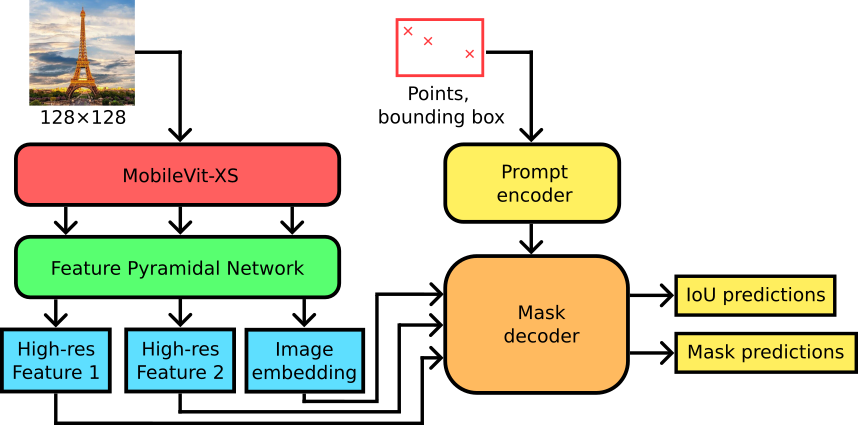 128×128
Points,
bounding box
MobileVit-XS
Prompt
encoder
Feature Pyramidal Network
Mask
decoder
IoU predictions
Mask predictions
High-res
Feature 1
High-res
Feature 2
Image
embedding